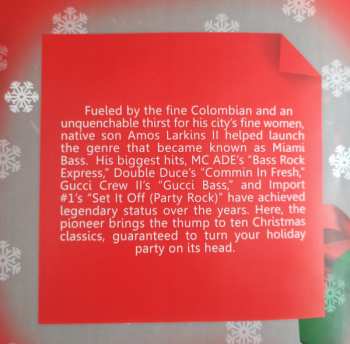 Fueled by the fine Colombian and an
unquenchable thirst for his city's fine women,
native son Amos Larkins II helped launch
the genre that became known as Miami
Bass. His biggest hits, MC ADE's "Bass Rock
Express," Double Duce's "Commin In Fresh,"
Gucci Crew II's "Gucci Bass," and Import
#1's "Set It Off (Party Rock)" have achieved
legendary status over the years. Here, the
pioneer brings the thump to ten Christmas
classics, guaranteed to turn your holiday
party on its head.